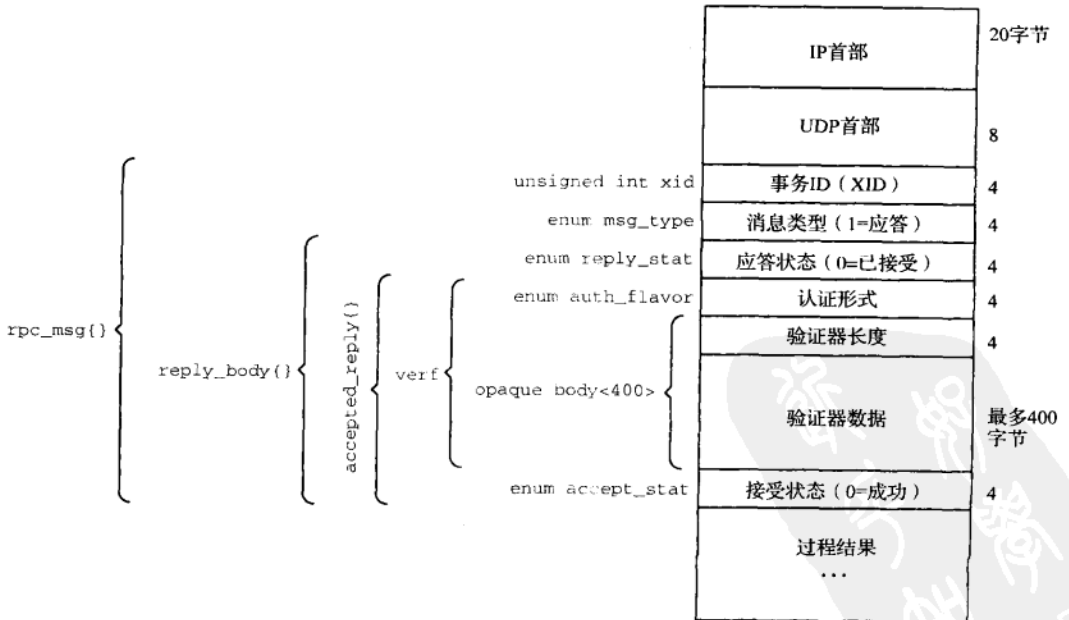 20字节
IP首部
UDP首部
8
unsigned int xid
事务ID（XID）
4
enum msg_type
消息类型（1=应答）
4
enum reply_stat
应答状态（0=已接受）
4
enum auth_flavor
认证形式
4
rpc_msg{}
reply_body{}
accepted_reply{}
verf
opaque body<400>
验证器长度
4
验证器数据
最多400
字节
enum accept_stat
接受状态（0=成功）
4
过程结果
...